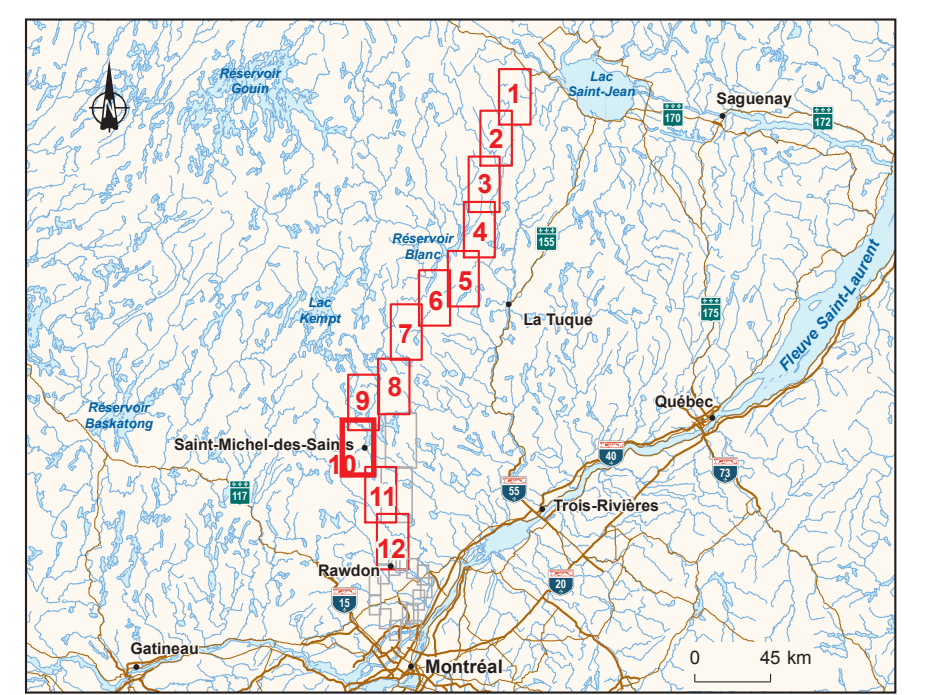 Réservoir
Gouin
N
Lac
Saint-Jean
1
Saguenay
170
172
2
3
4
155
Réservoir
Blanc
5
6
Lac
Kempt
7
La Tuque
175
Fleuve Saint-Laurent
8
9
Réservoir
Baskatong
Québec
Saint-Michel-des-Saints
10
40
73
117
11
55
Trois-Rivières
12
Rawdon
15
20
Gatineau
Montréal
0 45 km